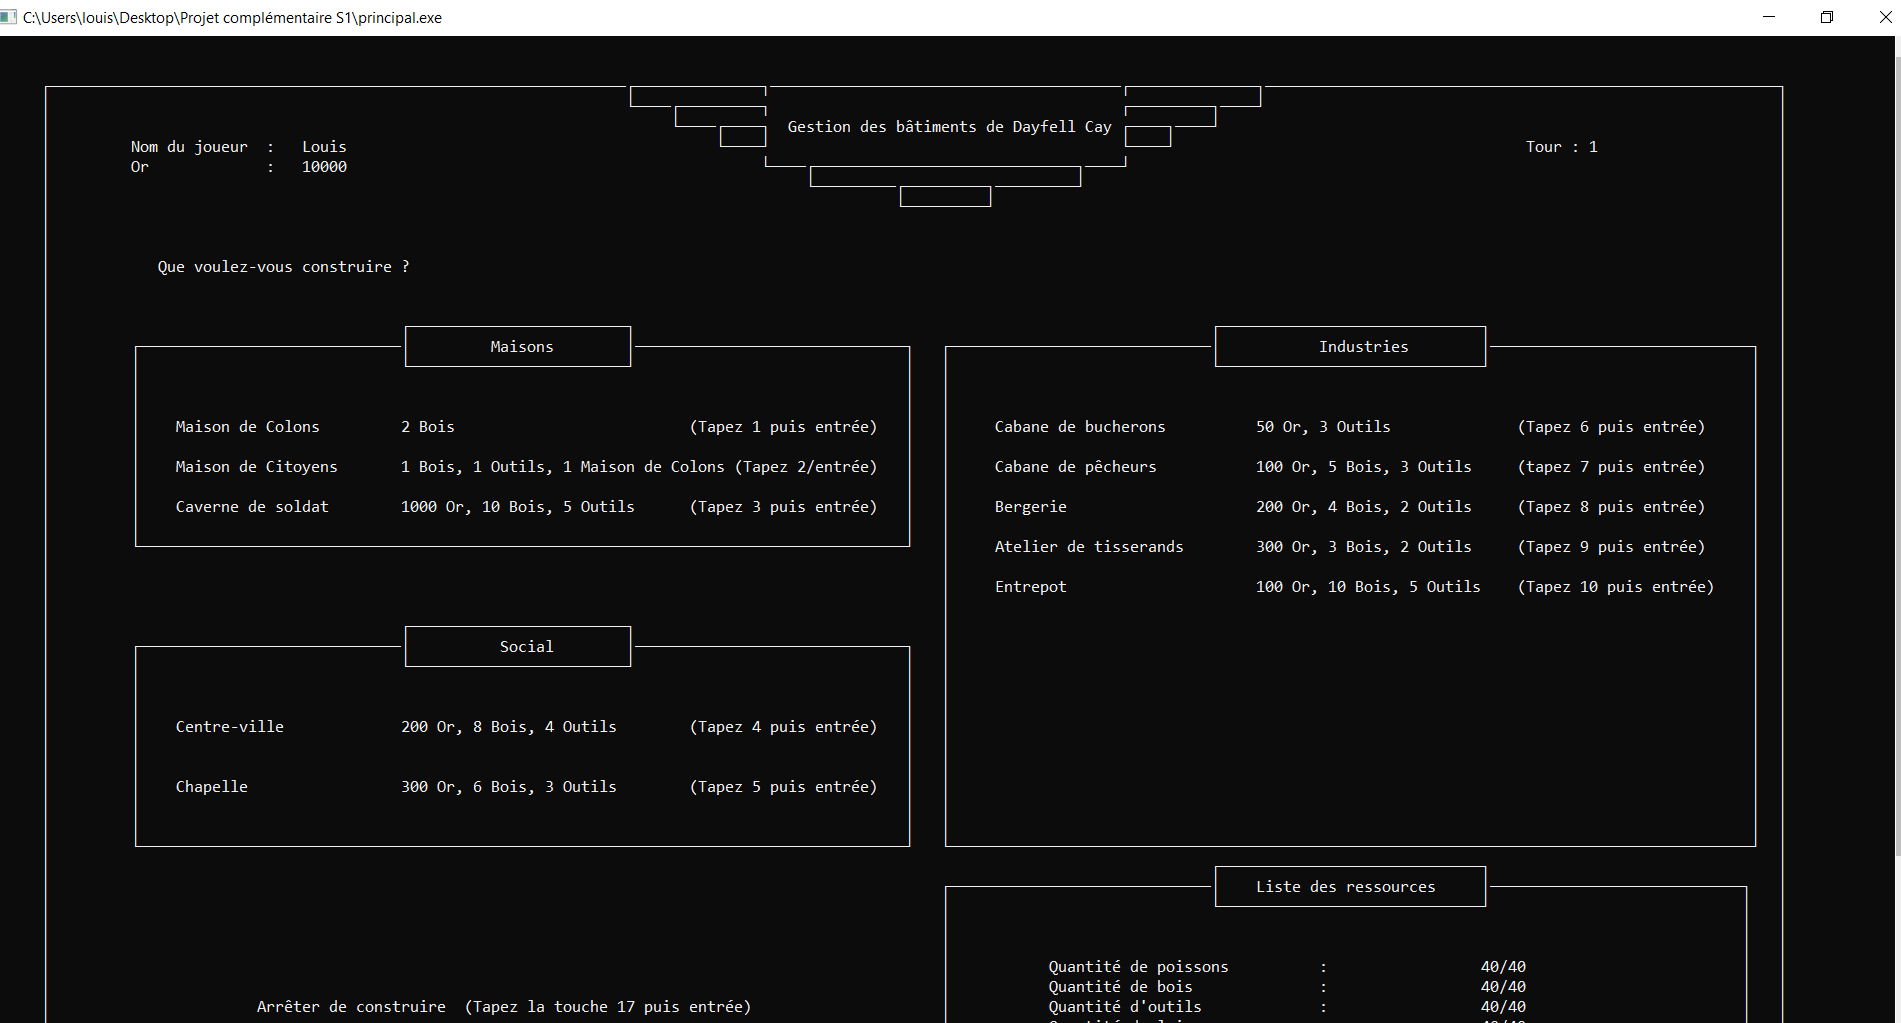 C:\Users\louis\Desktop\Projet complémentaire S1\principal.exe
Gestion des bâtiments de Dayfell Cay
Nom du joueur : Louis
Tour : 1
Or : 10000
Que voulez-vous construire ?
Maisons
Maison de Colons 2 Bois (Tapez 1 puis entrée)
Maison de Citoyens 1 Bois, 1 Outils, 1 Maison de Colons (Tapez 2/entrée)
Caverne de soldat 1000 Or, 10 Bois, 5 Outils (Tapez 3 puis entrée)
Industries
Cabane de bucherons 50 Or, 3 Outils (Tapez 6 puis entrée)
Cabane de pêcheurs 100 Or, 5 Bois, 3 Outils (tapez 7 puis entrée)
Bergerie 200 Or, 4 Bois, 2 Outils (Tapez 8 puis entrée)
Atelier de tisserands 300 Or, 3 Bois, 2 Outils (Tapez 9 puis entrée)
Entrepot 100 Or, 10 Bois, 5 Outils (Tapez 10 puis entrée)
Social
Centre-ville 200 Or, 8 Bois, 4 Outils (Tapez 4 puis entrée)
Chapelle 300 Or, 6 Bois, 3 Outils (Tapez 5 puis entrée)
Liste des ressources
Quantité de poissons : 40/40
Quantité de bois : 40/40
Quantité d'outils : 40/40
Arrêter de construire (Tapez la touche 17 puis entrée)